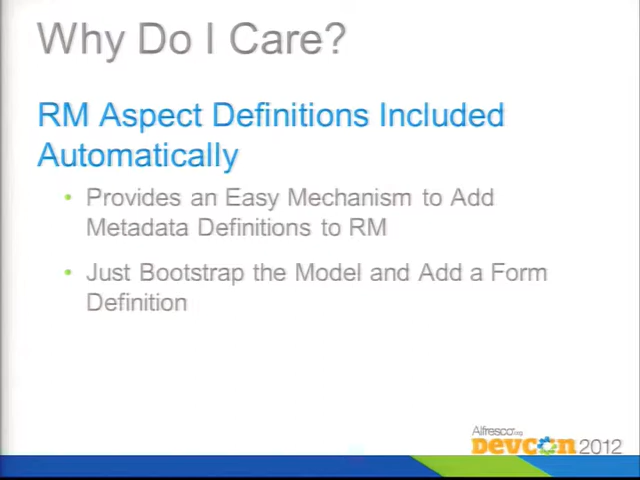 Why Do I Care?
RM Aspect Definitions Included
Automatically
• Provides an Easy Mechanism to Add
Metadata Definitions to RM
• Just Bootstrap the Model and Add a Form
Definition
Alfresco.org
Devcon 2012